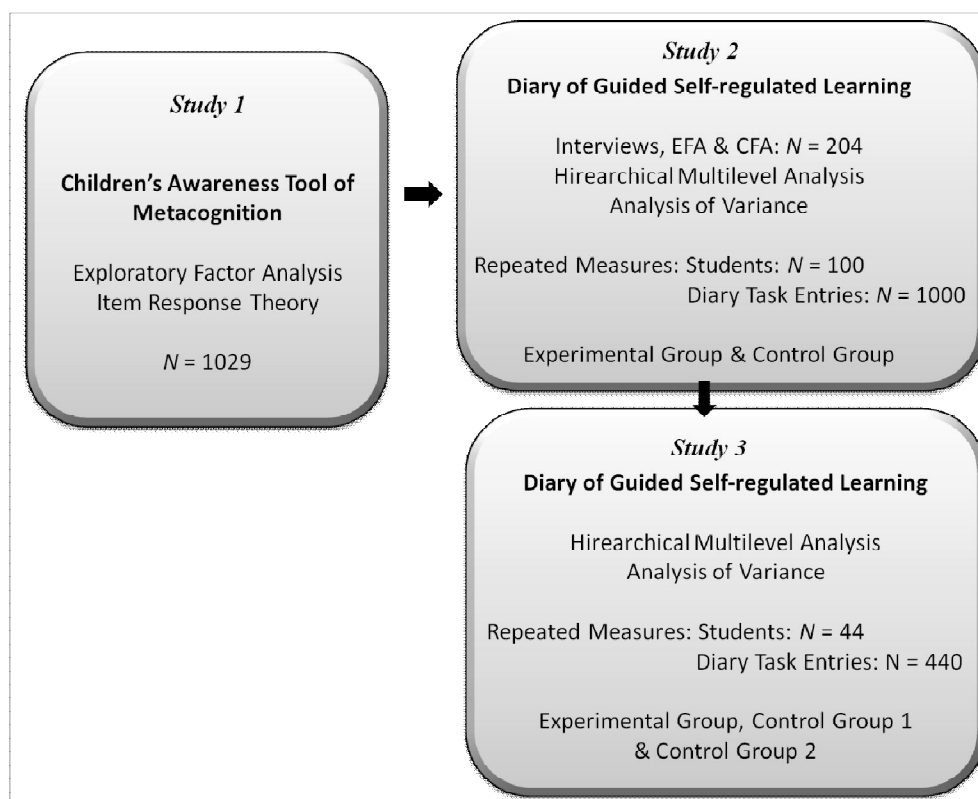 Study 1
Children's Awareness Tool of
Metacognition
Exploratory Factor Analysis
Item Response Theory
N = 1029
Study 2
Diary of Guided Self-regulated Learning
Interviews, EFA & CFA: N = 204
Hirearchical Multilevel Analysis
Analysis of Variance
Repeated Measures: Students: N = 100
Diary Task Entries: N = 1000
Experimental Group & Control Group
Study 3
Diary of Guided Self-regulated Learning
Hirearchical Multilevel Analysis
Analysis of Variance
Repeated Measures: Students: N = 44
Diary Task Entries: N = 440
Experimental Group, Control Group 1
& Control Group 2